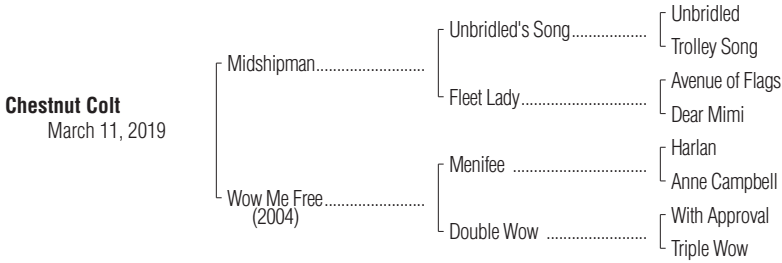 Unbridled
Unbridled's Song....................
Trolley Song
Midshipman..........................
Avenue of Flags
Fleet Lady................................
Dear Mimi
Chestnut Colt
March 11, 2019
Harlan
Menifee ..................................
Anne Campbell
Wow Me Free........................
(2004)
With Approval
Double Wow ..........................
Triple Wow